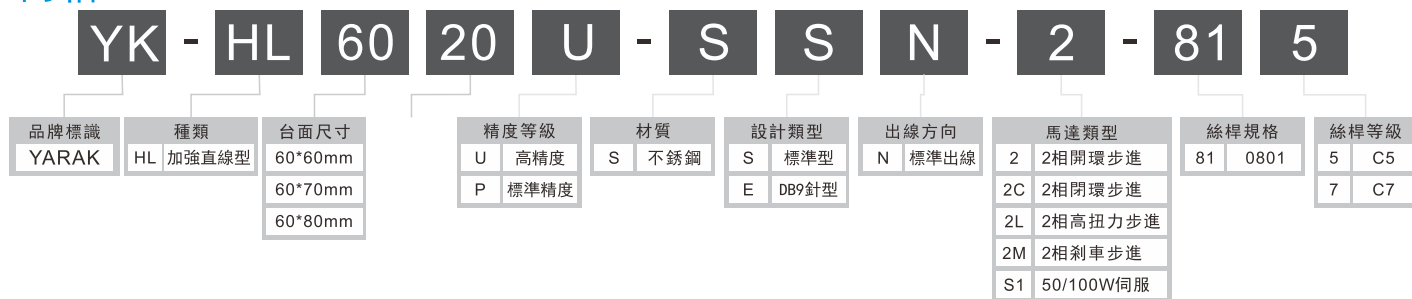 YK - HL 60 20 U - S S N - 2 - 81 5
品牌標識 種類 台面尺寸 精度等級 材質 設計類型 出線方向 馬達類型 絲桿規格 絲桿等級
YARAK HL 加強直線型 60*60mm U 高精度 S 不銹鋼 S 標準型 N 標準出線 2 2相開環步進 81 0801 5 C5
60*70mm P 標準精度 E DB9針型 2C 2相閉環步進 7 C7
60*80mm 2L 2相高扭力步進
2M 2相剎車步進
S1 50/100W伺服